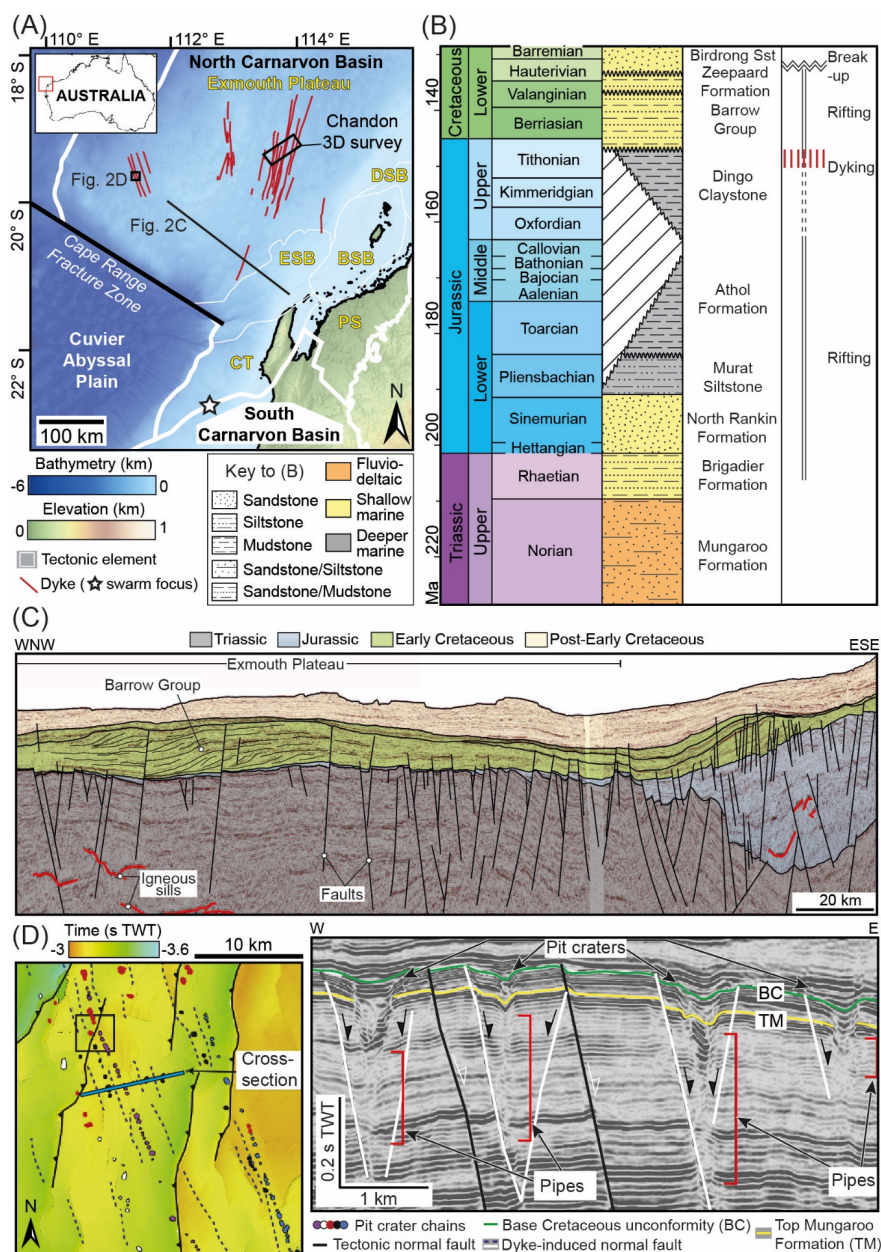 (A)
110° E
112° E
114° E
18° S
20° S
22° S
AUSTRALIA
North Carnarvon Basin
Exmouth Plateau
Chandon
3D survey
Fig. 2D
Fig. 2C
DSB
ESB
BSB
PS
CT
Cape Range
Fracture Zone
Cuvier
Abyssal
Plain
South
Carnarvon Basin
N
100 km
Bathymetry (km)
-6
0
Elevation (km)
0
1
Tectonic element
Dyke (☆ swarm focus)
Key to (B)
Sandstone
Siltstone
Mudstone
Sandstone/Siltstone
Sandstone/Mudstone
Fluvio-
deltaic
Shallow
marine
Deeper
marine
(B)
140
160
180
200
220
Ma
Cretaceous
Jurassic
Triassic
Lower
Upper
Middle
Lower
Upper
Barremian
Hauterivian
Valanginian
Berriasian
Tithonian
Kimmeridgian
Oxfordian
Callovian
Bathonian
Bajocian
Aalenian
Toarcian
Pliensbachian
Sinemurian
Hettangian
Rhaetian
Norian
Birdrong Sst
Zeepaard
Formation
Barrow
Group
Dingo
Claystone
Athol
Formation
Murat
Siltstone
North Rankin
Formation
Brigadier
Formation
Mungaroo
Formation
Break
-up
Rifting
Dyking
Rifting
(C)
WNW
ESE
Triassic
Jurassic
Early Cretaceous
Post-Early Cretaceous
Exmouth Plateau
Barrow Group
Igneous
sills
Faults
20 km
(D)
Time (s TWT)
-3
-3.6
10 km
Cross-
section
N
W
E
Pit craters
BC
TM
0.2 s TWT
1 km
Pipes
Pipes
Pit crater chains
Base Cretaceous unconformity (BC)
Top Mungaroo
Formation (TM)
Tectonic normal fault
Dyke-induced normal fault